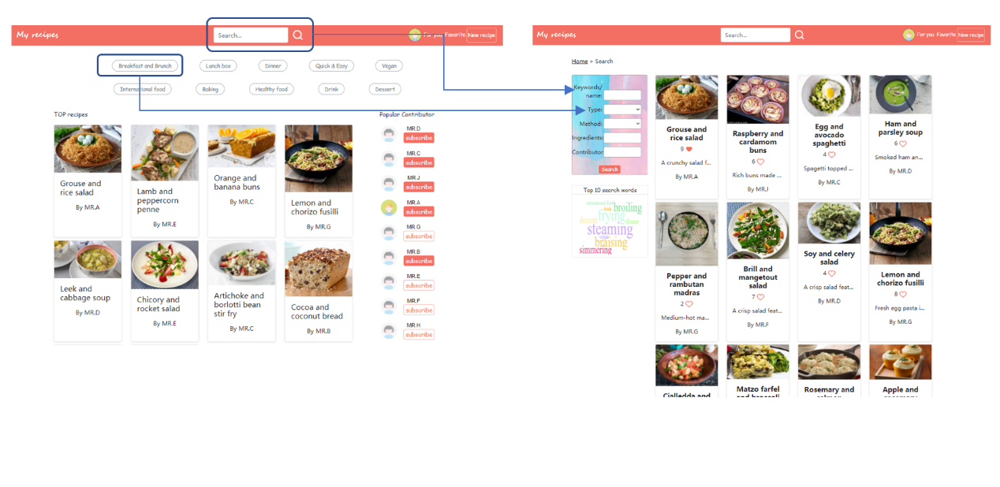 My recipes
Search...
For you Favorite New recipe
Breakfast and Brunch
Lunch box
Dinner
Quick & Easy
Vegan
International food
Baking
Healthy food
Drink
Dessert
TOP recipes
Grouse and
rice salad
By MR.A
Lamb and
peppercorn
penne
By MR.E
Orange and
banana buns
By MR.C
Lemon and
chorizo fusilli
By MR.G
Leek and
cabbage soup
By MR.D
Chicory and
rocket salad
By MR.E
Artichoke and
borlotti bean
stir fry
By MR.C
Cocoa and
coconut bread
By MR.B
Popular Contributor
MR.D
subscribe
MR.C
subscribe
MR.J
subscribe
MR.A
subscribe
MR.G
subscribe
MR.B
subscribe
MR.E
subscribe
MR.F
subscribe
MR.H
subscribe
My recipes
Search...
For you Favorite New recipe
Home > Search
Keywords/
name:
Type:
Method:
Ingredients:
Contributor
Search
Top 10 search words
broiling
frying
dessert
dinner
steaming
braising
simmering
Grouse and
rice salad
9
A crunchy salad f...
By MR.A
Raspberry and
cardamom
buns
6
Rich buns made ...
By MR.J
Egg and
avocado
spaghetti
4
Spagetti topped ...
By MR.C
Ham and
parsley soup
6
Smoked ham an...
By MR.D
Pepper and
rambutan
madras
2
Medium-hot ma...
By MR.G
Brill and
mangetout
salad
7
A crisp salad feat...
By MR.F
Soy and celery
salad
4
A crisp salad feat...
By MR.D
Lemon and
chorizo fusilli
8
Fresh egg pasta i...
By MR.G
Cialledda and
Matzo farfel
and broccoli
Rosemary and
salmon
Apple and
rosemary